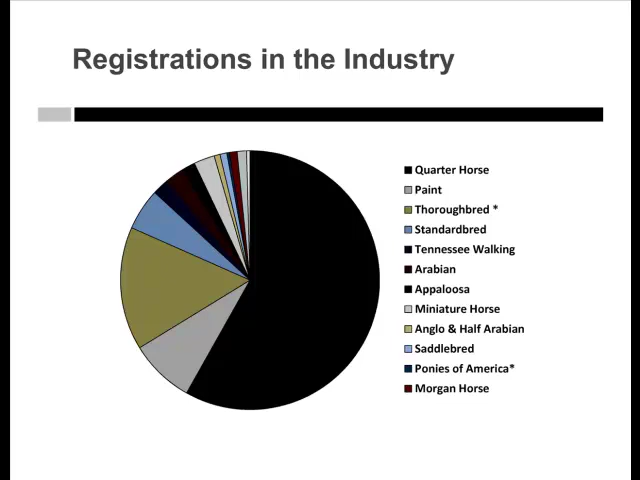 Registrations in the Industry
Quarter Horse
Paint
Thoroughbred *
Standardbred
Tennessee Walking
Arabian
Appaloosa
Miniature Horse
Anglo & Half Arabian
Saddlebred
Ponies of America*
Morgan Horse